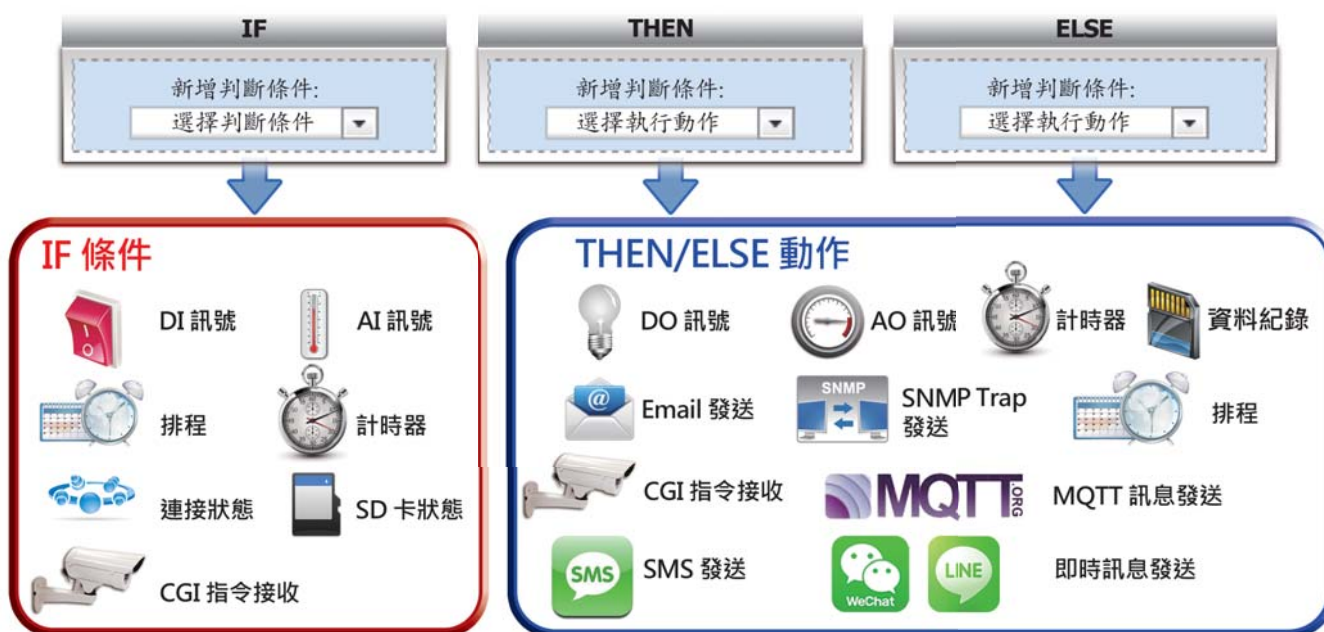 IF
新增判斷條件:
選擇判斷條件
THEN
新增判斷條件:
選擇執行動作
ELSE
新增判斷條件:
選擇執行動作
IF 條件
DI 訊號
AI 訊號
排程
計時器
連接狀態
SD 卡狀態
CGI 指令接收
THEN/ELSE 動作
DO 訊號
AO 訊號
計時器
資料紀錄
@
Email 發送
SNMP
SNMP Trap
發送
排程
CGI 指令接收
MQTT.ORG
MQTT 訊息發送
SMS
SMS 發送
WeChat
LINE
即時訊息發送